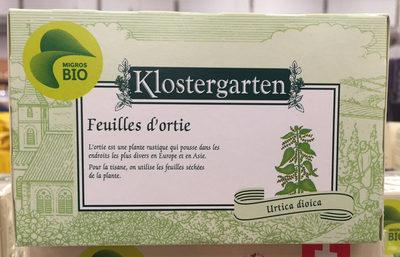 MIGROS
BIO
Klostergarten
Feuilles d'ortie
L'ortie est une plante rustique qui pousse dans les
endroits les plus divers en Europe et en Asie.
Pour la tisane, on utilise les feuilles séchées
de la plante.
Urtica dioica
BIO